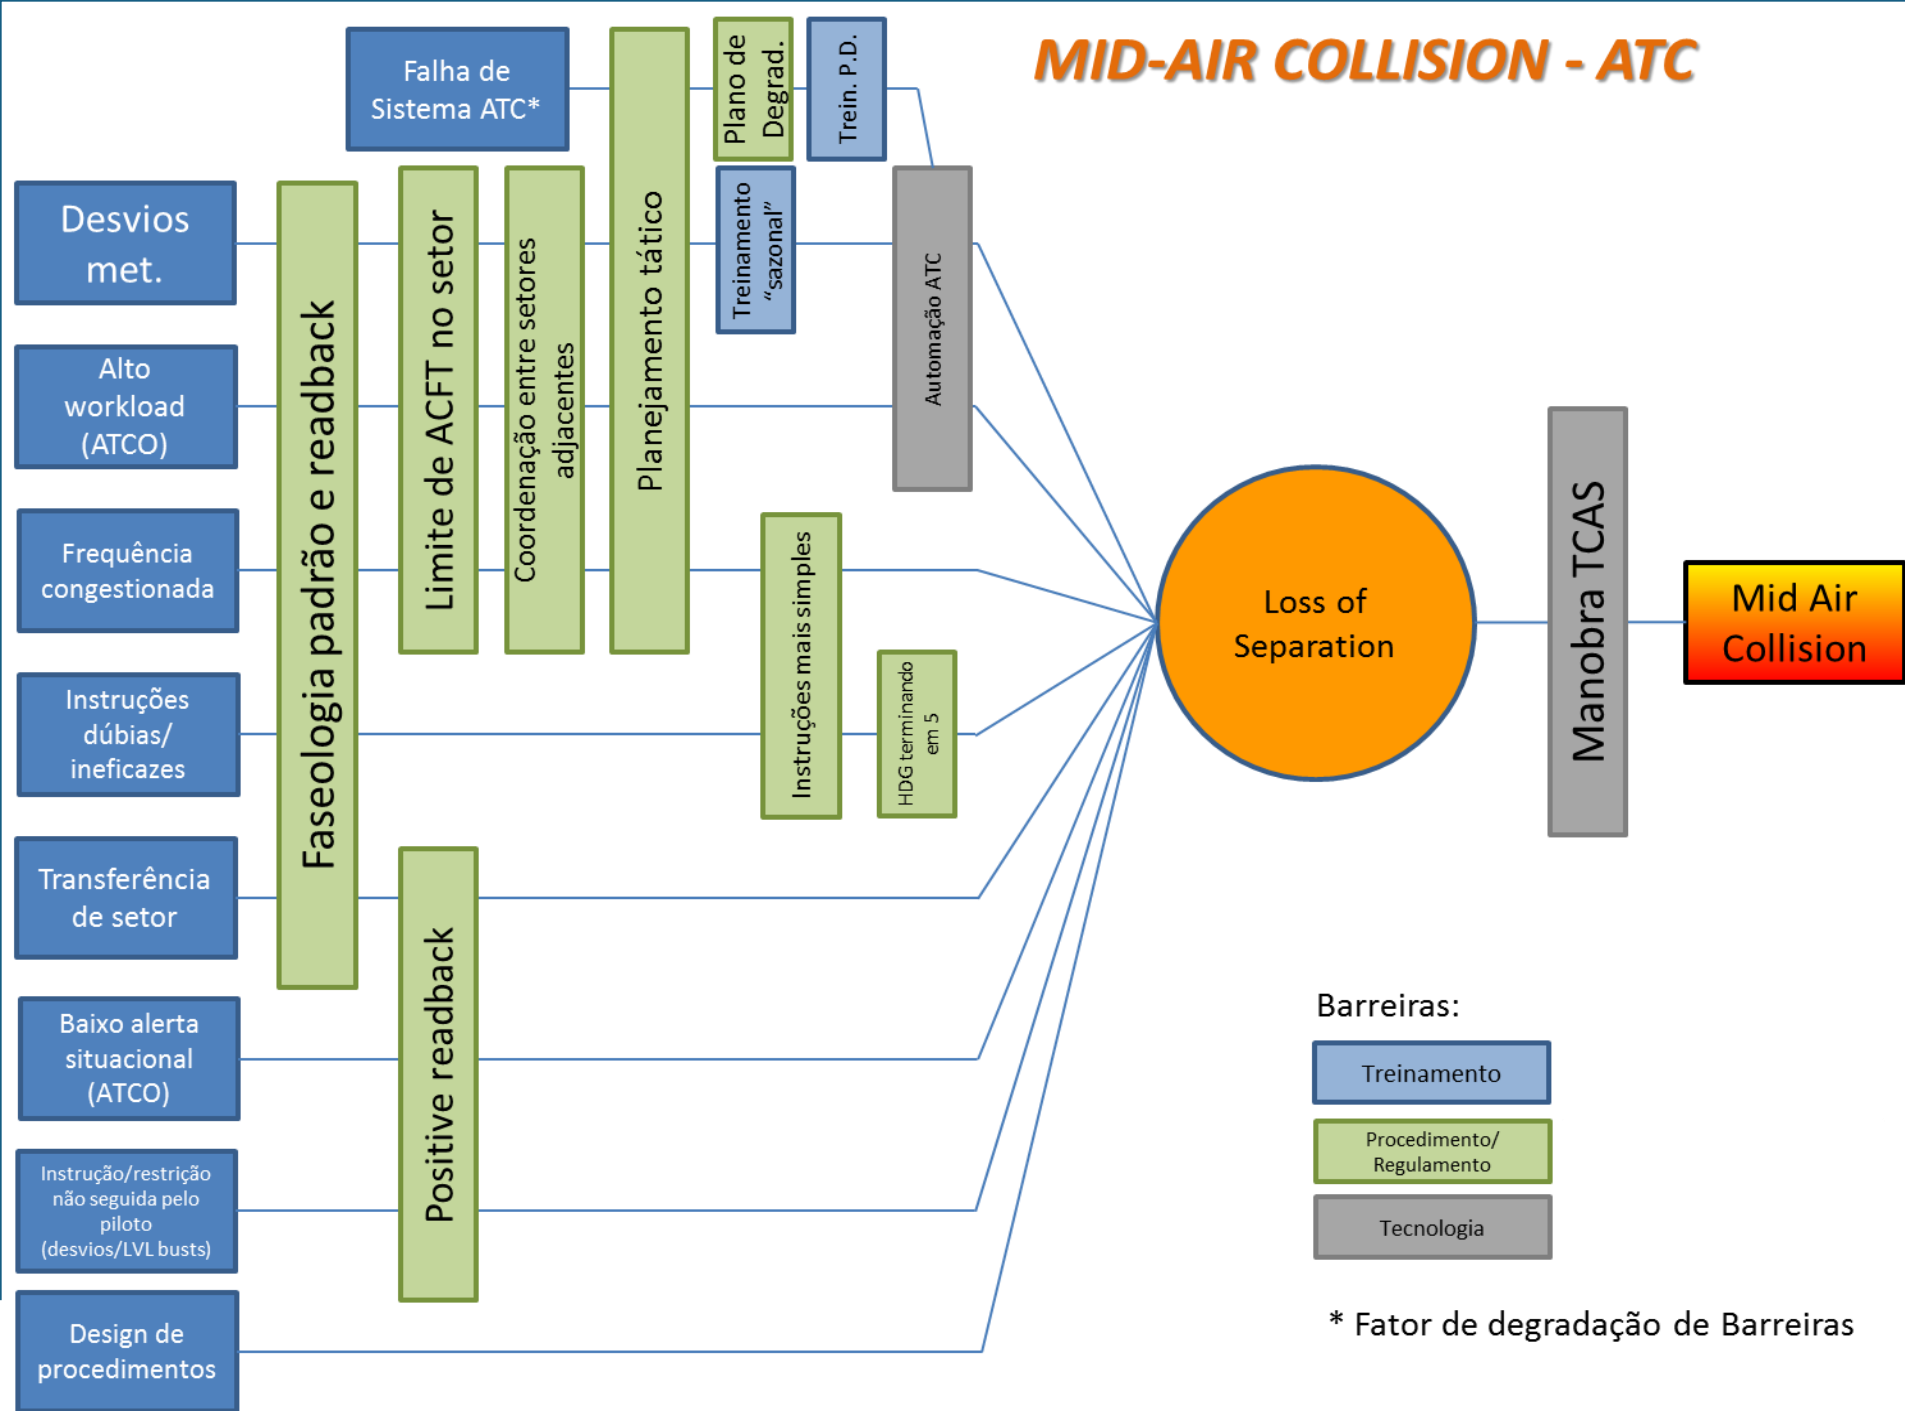 MID-AIR COLLISION - ATC
Falha de
Sistema ATC*
Plano de
Degrad.
Trein. P.D.
Desvios
met.
Alto
workload
(ATCO)
Frequência
congestionada
Instruções
dúbias/
ineficazes
Transferência
de setor
Baixo alerta
situacional
(ATCO)
Instrução/restrição
não seguida pelo
piloto
(desvios/LVL busts)
Design de
procedimentos
Faseologia padrão e readback
Limite de ACFT no setor
Coordenação entre setores
adjacentes
Planejamento tático
Treinamento
“sazonal”
Automação ATC
Instruções mais simples
HDG terminando
em 5
Positive readback
Loss of
Separation
Manobra TCAS
Mid Air
Collision
Barreiras:
Treinamento
Procedimento/
Regulamento
Tecnologia
* Fator de degradação de Barreiras